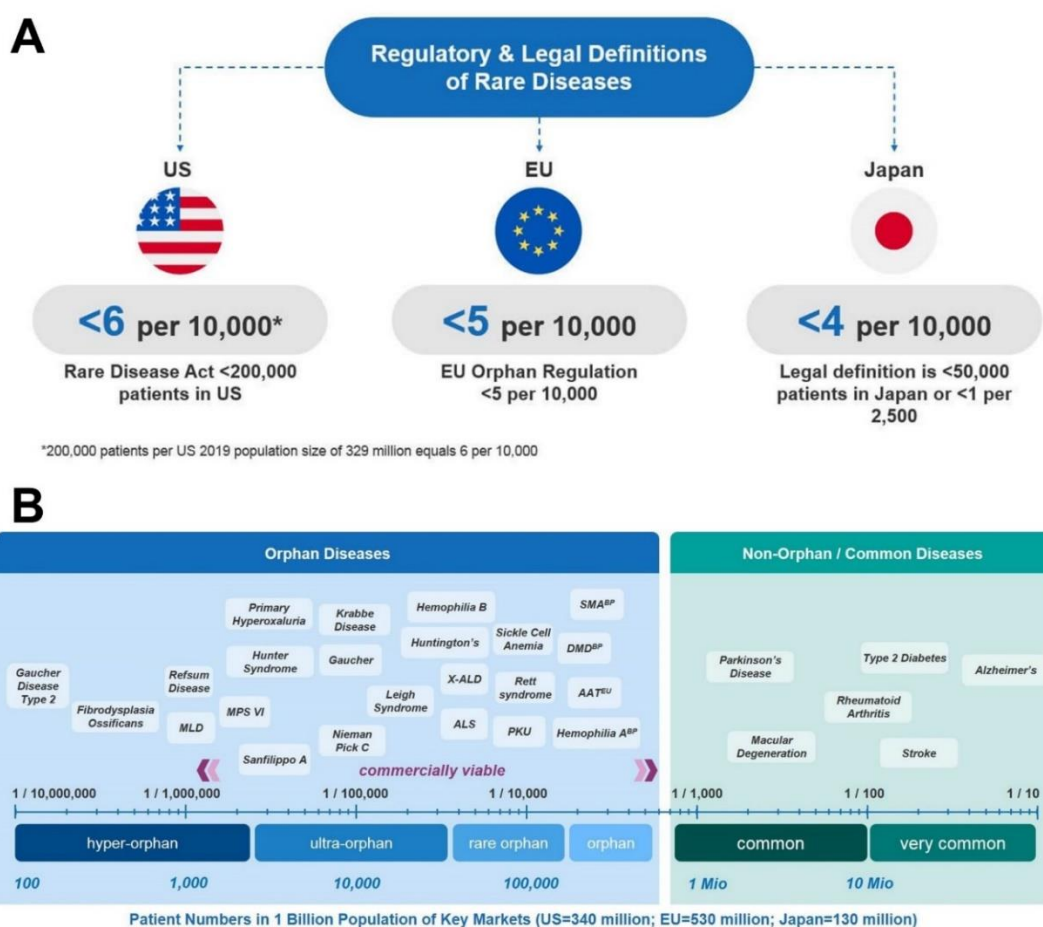 A
Regulatory & Legal Definitions
of Rare Diseases
US
EU
Japan
<6 per 10,000*
<5 per 10,000
<4 per 10,000
Rare Disease Act <200,000
patients in US
EU Orphan Regulation
<5 per 10,000
Legal definition is <50,000
patients in Japan or <1 per
2,500
*200,000 patients per US 2019 population size of 329 million equals 6 per 10,000
B
Orphan Diseases
Non-Orphan / Common Diseases
Gaucher
Disease
Type 2
Fibrodysplasia
Ossificans
Refsum
Disease
MLD
Primary
Hyperoxaluria
Hunter
Syndrome
MPS VI
Sanfilippo A
Krabbe
Disease
Gaucher
Leigh
Syndrome
Nieman
Pick C
Hemophilia B
Huntington's
X-ALD
ALS
Sickle Cell
Anemia
Rett
syndrome
PKU
SMA^BP
DMD^BP
AAT^EU
Hemophilia A^BP
Parkinson's
Disease
Macular
Degeneration
Type 2 Diabetes
Rheumatoid
Arthritis
Stroke
Alzheimer's
commercially viable
1 / 10,000,000
1 / 1,000,000
1 / 100,000
1 / 10,000
1 / 1,000
1 / 100
1 / 10
hyper-orphan
ultra-orphan
rare orphan
orphan
common
very common
100
1,000
10,000
100,000
1 Mio
10 Mio
Patient Numbers in 1 Billion Population of Key Markets (US=340 million; EU=530 million; Japan=130 million)